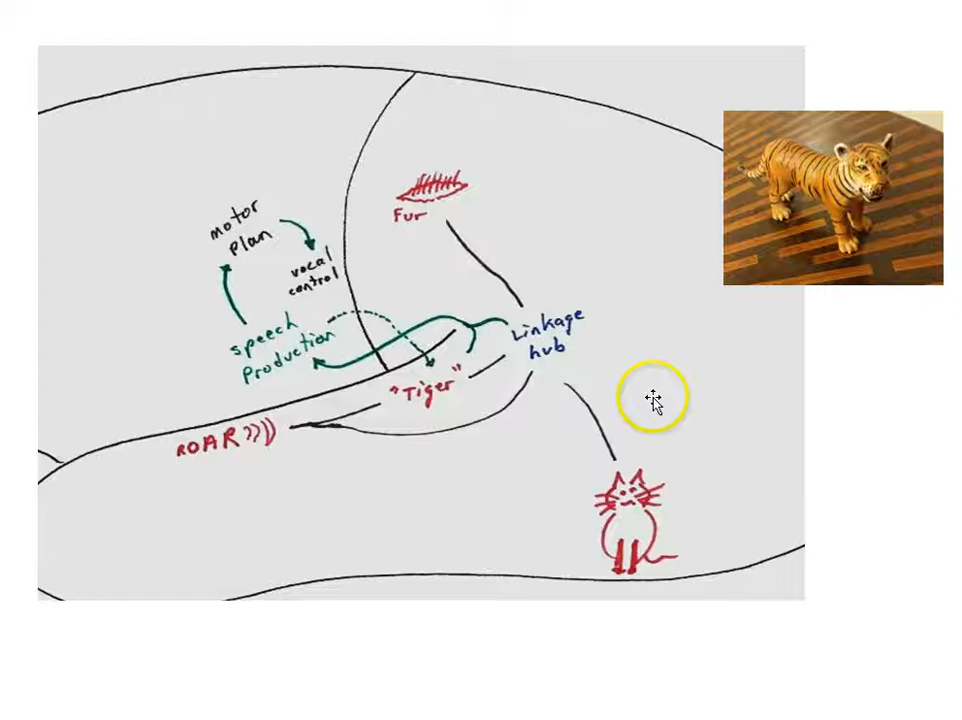 Fur
motor
plan
vocal
control
speech
Production
Linkage
hub
"Tiger"
ROAR